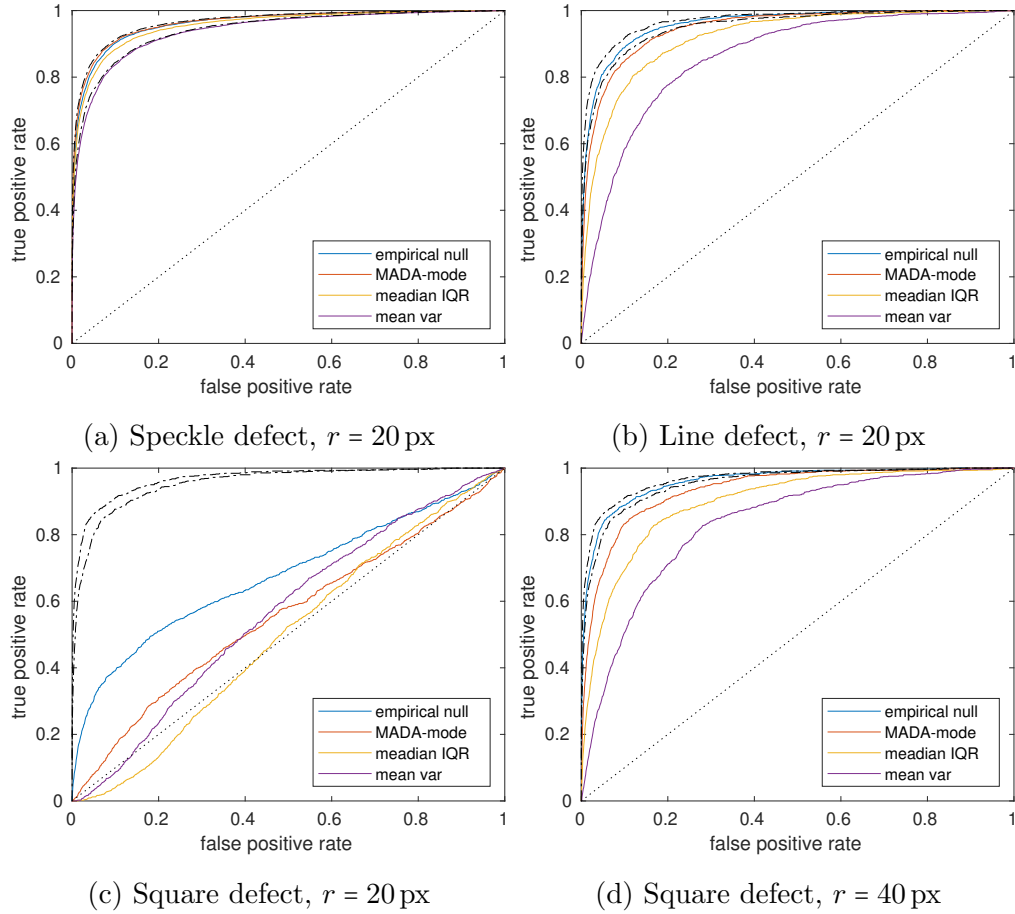 1
0.8
0.6
0.4
0.2
0
true positive rate
empirical null
MADA-mode
meadian IQR
mean var
0 0.2 0.4 0.6 0.8 1
false positive rate
(a) Speckle defect, r = 20 px
1
0.8
0.6
0.4
0.2
0
true positive rate
empirical null
MADA-mode
meadian IQR
mean var
0 0.2 0.4 0.6 0.8 1
false positive rate
(b) Line defect, r = 20 px
1
0.8
0.6
0.4
0.2
0
true positive rate
empirical null
MADA-mode
meadian IQR
mean var
0 0.2 0.4 0.6 0.8 1
false positive rate
(c) Square defect, r = 20 px
1
0.8
0.6
0.4
0.2
0
true positive rate
empirical null
MADA-mode
meadian IQR
mean var
0 0.2 0.4 0.6 0.8 1
false positive rate
(d) Square defect, r = 40 px